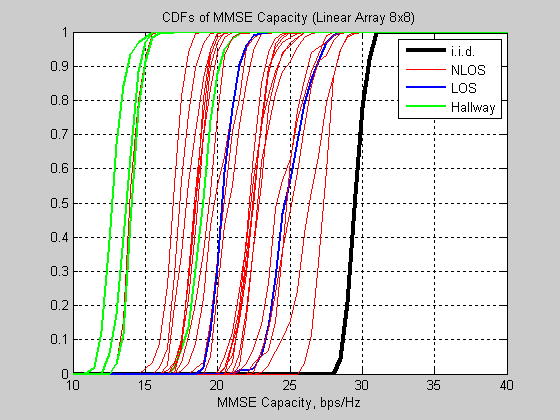 CDFs of MMSE Capacity (Linear Array 8x8)
1
0.9
0.8
0.7
0.6
0.5
0.4
0.3
0.2
0.1
0
i.i.d.
NLOS
LOS
Hallway
10 15 20 25 30 35 40
MMSE Capacity, bps/Hz